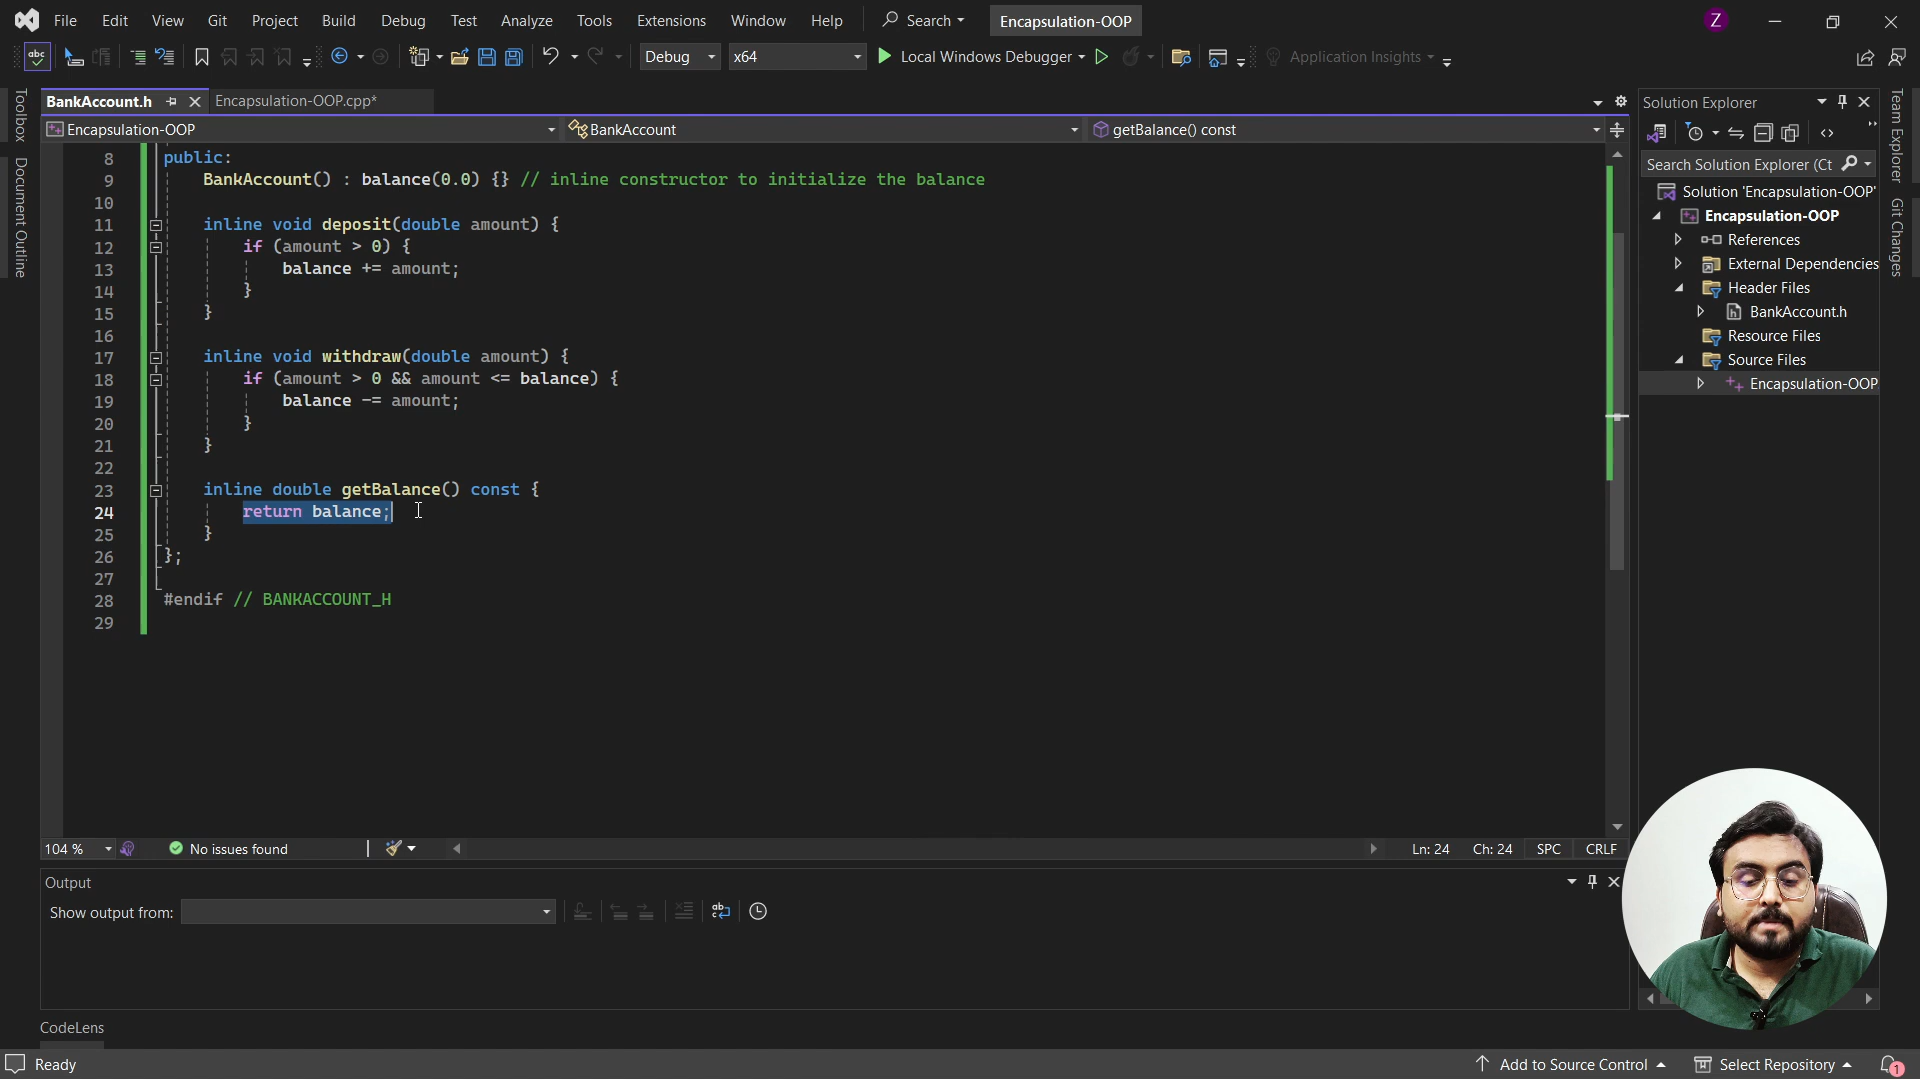 File Edit View Git Project Build Debug Test Analyze Tools Extensions Window Help Search Encapsulation-OOP Z
abc Debug x64 Local Windows Debugger Application Insights
BankAccount.h Encapsulation-OOP.cpp*
Encapsulation-OOP BankAccount getBalance() const
8 public:
9 BankAccount() : balance(0.0) {} // inline constructor to initialize the balance
10
11 inline void deposit(double amount) {
12 if (amount > 0) {
13 balance += amount;
14 }
15 }
16
17 inline void withdraw(double amount) {
18 if (amount > 0 && amount <= balance) {
19 balance -= amount;
20 }
21 }
22
23 inline double getBalance() const {
24 return balance;
25 }
26 };
27
28 #endif // BANKACCOUNT_H
29
104 % No issues found Ln: 24 Ch: 24 SPC CRLF
Output
Show output from:
CodeLens
Ready Add to Source Control Select Repository 1
Toolbox
Document Outline
Solution Explorer
Search Solution Explorer (Ct
Solution 'Encapsulation-OOP'
Encapsulation-OOP
References
External Dependencies
Header Files
BankAccount.h
Resource Files
Source Files
Encapsulation-OOP
Team Explorer
Git Changes